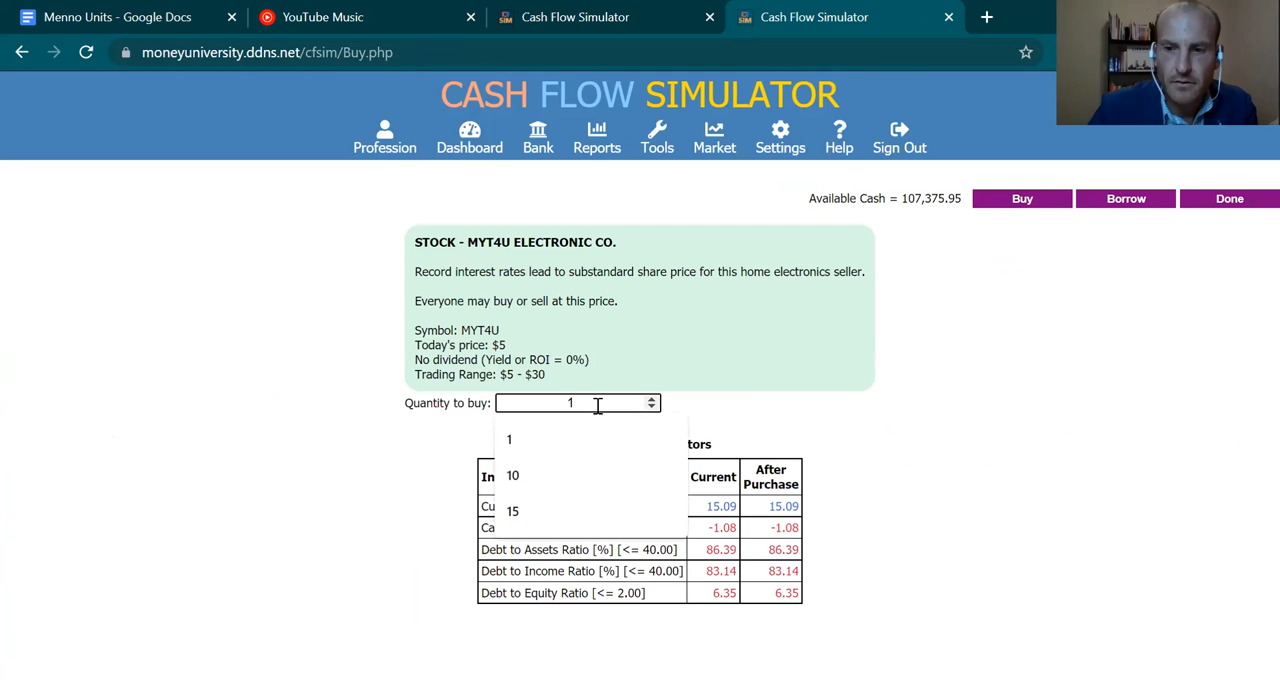 Menno Units - Google Docs
YouTube Music
Cash Flow Simulator
Cash Flow Simulator
moneyuniversity.ddns.net/cfsim/Buy.php
CASH FLOW SIMULATOR
Profession Dashboard Bank Reports Tools Market Settings Help Sign Out
Available Cash = 107,375.95 Buy Borrow Done
STOCK - MYT4U ELECTRONIC CO.
Record interest rates lead to substandard share price for this home electronics seller.
Everyone may buy or sell at this price.
Symbol: MYT4U
Today's price: $5
No dividend (Yield or ROI = 0%)
Trading Range: $5 - $30
Quantity to buy: 1
1
10
15
tors
In Current After Purchase
Cu 15.09 15.09
Ca -1.08 -1.08
Debt to Assets Ratio [%] [<= 40.00] 86.39 86.39
Debt to Income Ratio [%] [<= 40.00] 83.14 83.14
Debt to Equity Ratio [<= 2.00] 6.35 6.35